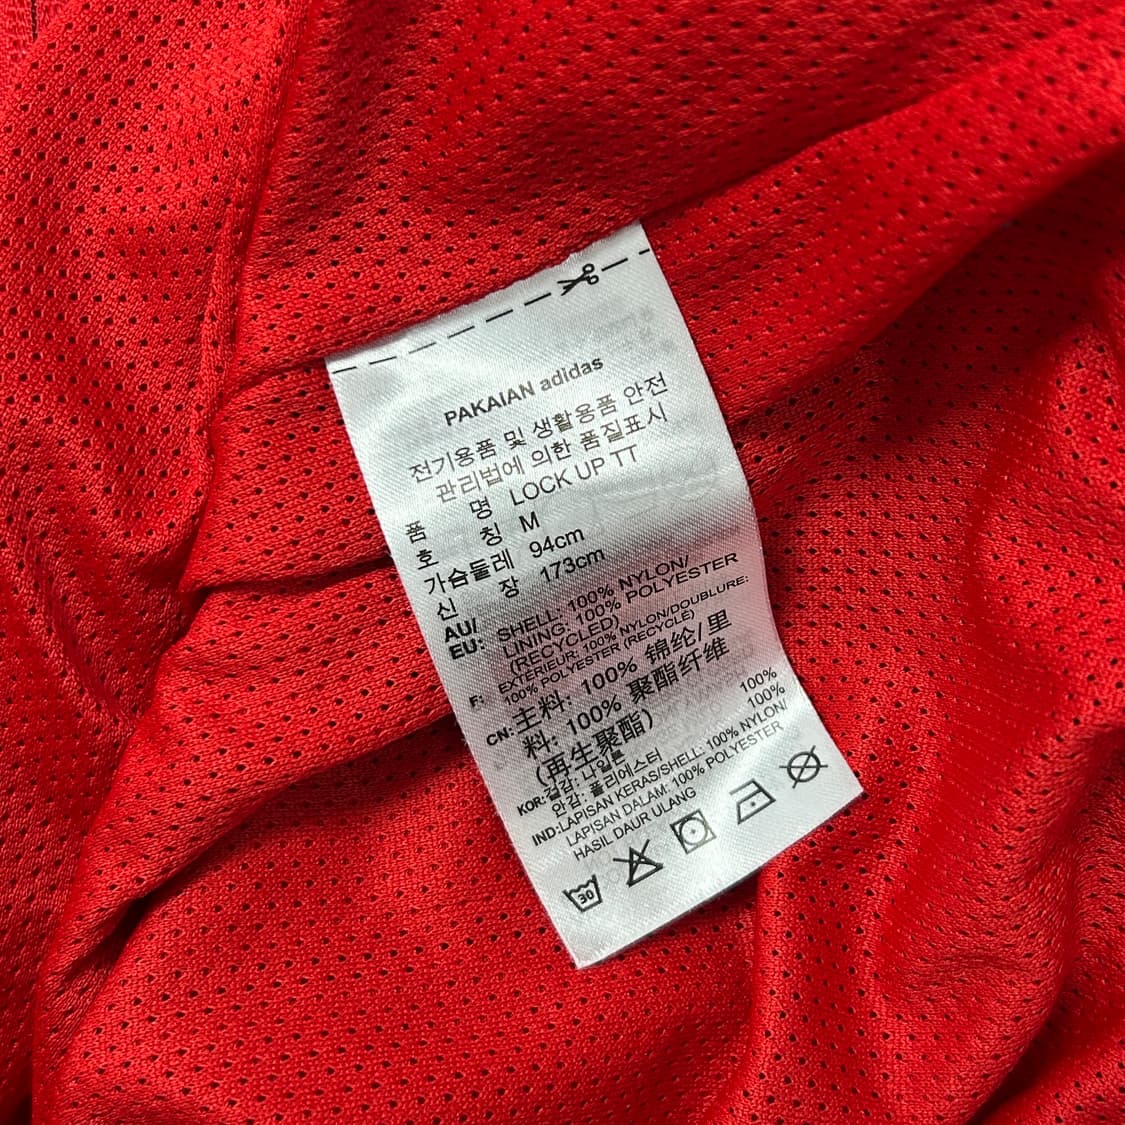 PAKAIAN adidas
전기용품 및 생활용품 안전
관리법에 의한 품질표시
품 명 LOCK UP TT
호 칭 M
가슴둘레 94cm
신 장 173cm
AU/
EU: SHELL: 100% NYLON/
LINING: 100% POLYESTER
(RECYCLED)
F: EXTERIEUR: 100% NYLON/DOUBLURE:
100% POLYESTER (RECYCLÉ)
CN: 主料: 100% 锦纶/里
料: 100% 聚酯纤维
(再生聚酯)
KOR: 겉감: 나일론 100%
안감: 폴리에스터 100%
IND: LAPISAN KERAS/SHELL: 100% NYLON/
LAPISAN DALAM: 100% POLYESTER
HASIL DAUR ULANG
30